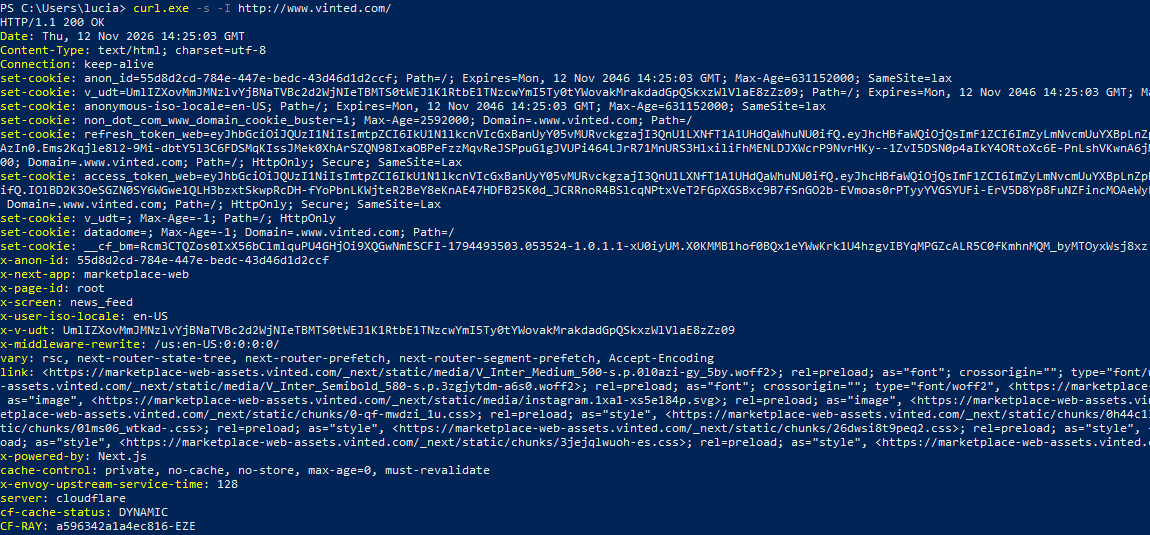 PS C:\Users\lucia> curl.exe -s -I http://www.vinted.com/
HTTP/1.1 200 OK
Date: Thu, 12 Nov 2026 14:25:03 GMT
Content-Type: text/html; charset=utf-8
Connection: keep-alive
set-cookie: anon_id=55d8d2cd-784e-447e-bedc-43d46d1d2ccf; Path=/; Expires=Mon, 12 Nov 2046 14:25:03 GMT; Max-Age=631152000; SameSite=lax
set-cookie: v_udt=UmlIZXovMmJMNzlvYjBNaTVBc2d2WjNIeTBMTS0tWEJ1K1RtbE1TNzcwYmI5Ty0tYWovakMrakdadGpQSkxzWlVlaE8zZz09; Path=/; Expires=Mon, 12 Nov 2046 14:25:03 GMT; Ma
set-cookie: anonymous-iso-locale=en-US; Path=/; Expires=Mon, 12 Nov 2046 14:25:03 GMT; Max-Age=631152000; SameSite=lax
set-cookie: non_dot_com_www_domain_cookie_buster=1; Max-Age=2592000; Domain=.www.vinted.com; Path=/
set-cookie: 
00; Domain=.www.vinted.com; Path=/; HttpOnly; Secure; SameSite=Lax
set-cookie: 
Domain=.www.vinted.com; Path=/; HttpOnly; Secure; SameSite=Lax
set-cookie: v_udt=; Max-Age=-1; Path=/; HttpOnly
set-cookie: datadome=; Max-Age=-1; Domain=.www.vinted.com; Path=/
set-cookie: __cf_bm=Rcm3CTQZos0IxX56bClmlquPU4GHjOi9XQGwNmESCFI-1794493503.053524-1.0.1.1-xU0iyUM.X0KMMB1hof0BQx1eYWwKrk1U4hzgvIBYqMPGZcALR5C0fKmhnMQM_byMTOyxWsj8xz
x-anon-id: 55d8d2cd-784e-447e-bedc-43d46d1d2ccf
x-next-app: marketplace-web
x-page-id: root
x-screen: news_feed
x-user-iso-locale: en-US
x-v-udt: UmlIZXovMmJMNzlvYjBNaTVBc2d2WjNIeTBMTS0tWEJ1K1RtbE1TNzcwYmI5Ty0tYWovakMrakdadGpQSkxzWlVlaE8zZz09
x-middleware-rewrite: /us:en-US:0:0:0:0/
vary: rsc, next-router-state-tree, next-router-prefetch, next-router-segment-prefetch, Accept-Encoding
link: <https://marketplace-web-assets.vinted.com/_next/static/media/V_Inter_Medium_500-s.p.0l0azi-gy_5by.woff2>; rel=preload; as="font"; crossorigin=""; type="font/w
-assets.vinted.com/_next/static/media/V_Inter_Semibold_580-s.p.3zgjytdm-a6s0.woff2>; rel=preload; as="font"; crossorigin=""; type="font/woff2", <https://marketplace-
 as="image", <https://marketplace-web-assets.vinted.com/_next/static/media/instagram.1xa1-xs5e184p.svg>; rel=preload; as="image", <https://marketplace-web-assets.vin
etplace-web-assets.vinted.com/_next/static/chunks/0-qf-mwdzi_1u.css>; rel=preload; as="style", <https://marketplace-web-assets.vinted.com/_next/static/chunks/0h44c1
tic/chunks/01ms06_wtkad-.css>; rel=preload; as="style", <https://marketplace-web-assets.vinted.com/_next/static/chunks/26dwsi8t9peq2.css>; rel=preload; as="style",
oad; as="style", <https://marketplace-web-assets.vinted.com/_next/static/chunks/3jejqlwuoh-es.css>; rel=preload; as="style", <https://marketplace-web-assets.vinted.c
x-powered-by: Next.js
cache-control: private, no-cache, no-store, max-age=0, must-revalidate
x-envoy-upstream-service-time: 128
server: cloudflare
cf-cache-status: DYNAMIC
CF-RAY: a596342a1a4ec816-EZE